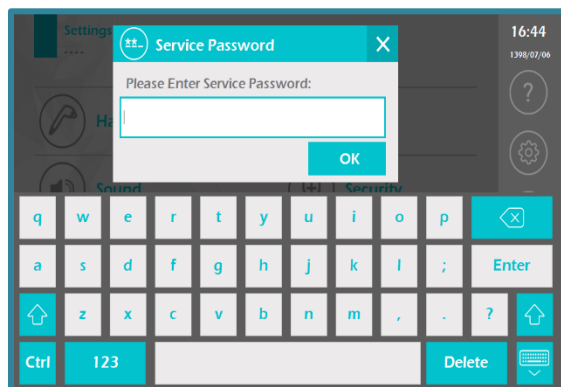 Settings
----
16:44
1398/07/06
**_ Service Password X
Please Enter Service Password:
OK
?
Ha
Sound
Security
q w e r t y u i o p
a s d f g h j k l ; Enter
z x c v b n m , . ?
Ctrl 123 Delete